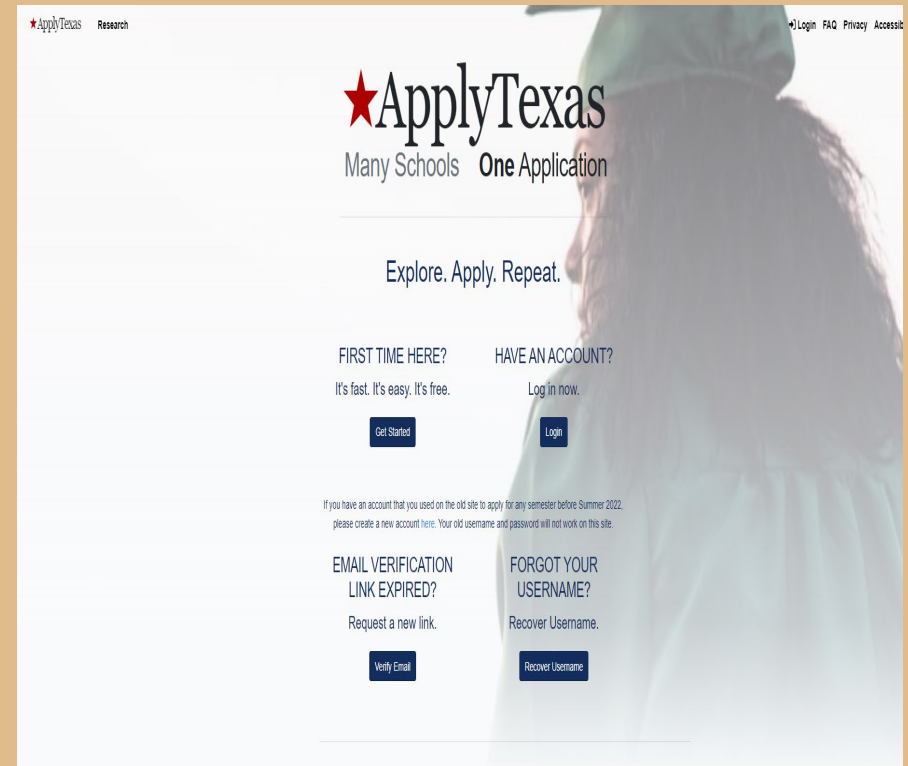 ApplyTexas Research Login FAQ Privacy
ApplyTexas
Many Schools One Application
Explore. Apply. Repeat.
FIRST TIME HERE?
It's fast. It's easy. It's free.
Get Started
HAVE AN ACCOUNT?
Log in now.
Login
If you have an account that you used on the old site to apply for any semester before Summer 2022,
please create a new account here. Your old username and password will not work on this site.
EMAIL VERIFICATION
LINK EXPIRED?
Request a new link.
Verify Email
FORGOT YOUR
USERNAME?
Recover Username.
Recover Username